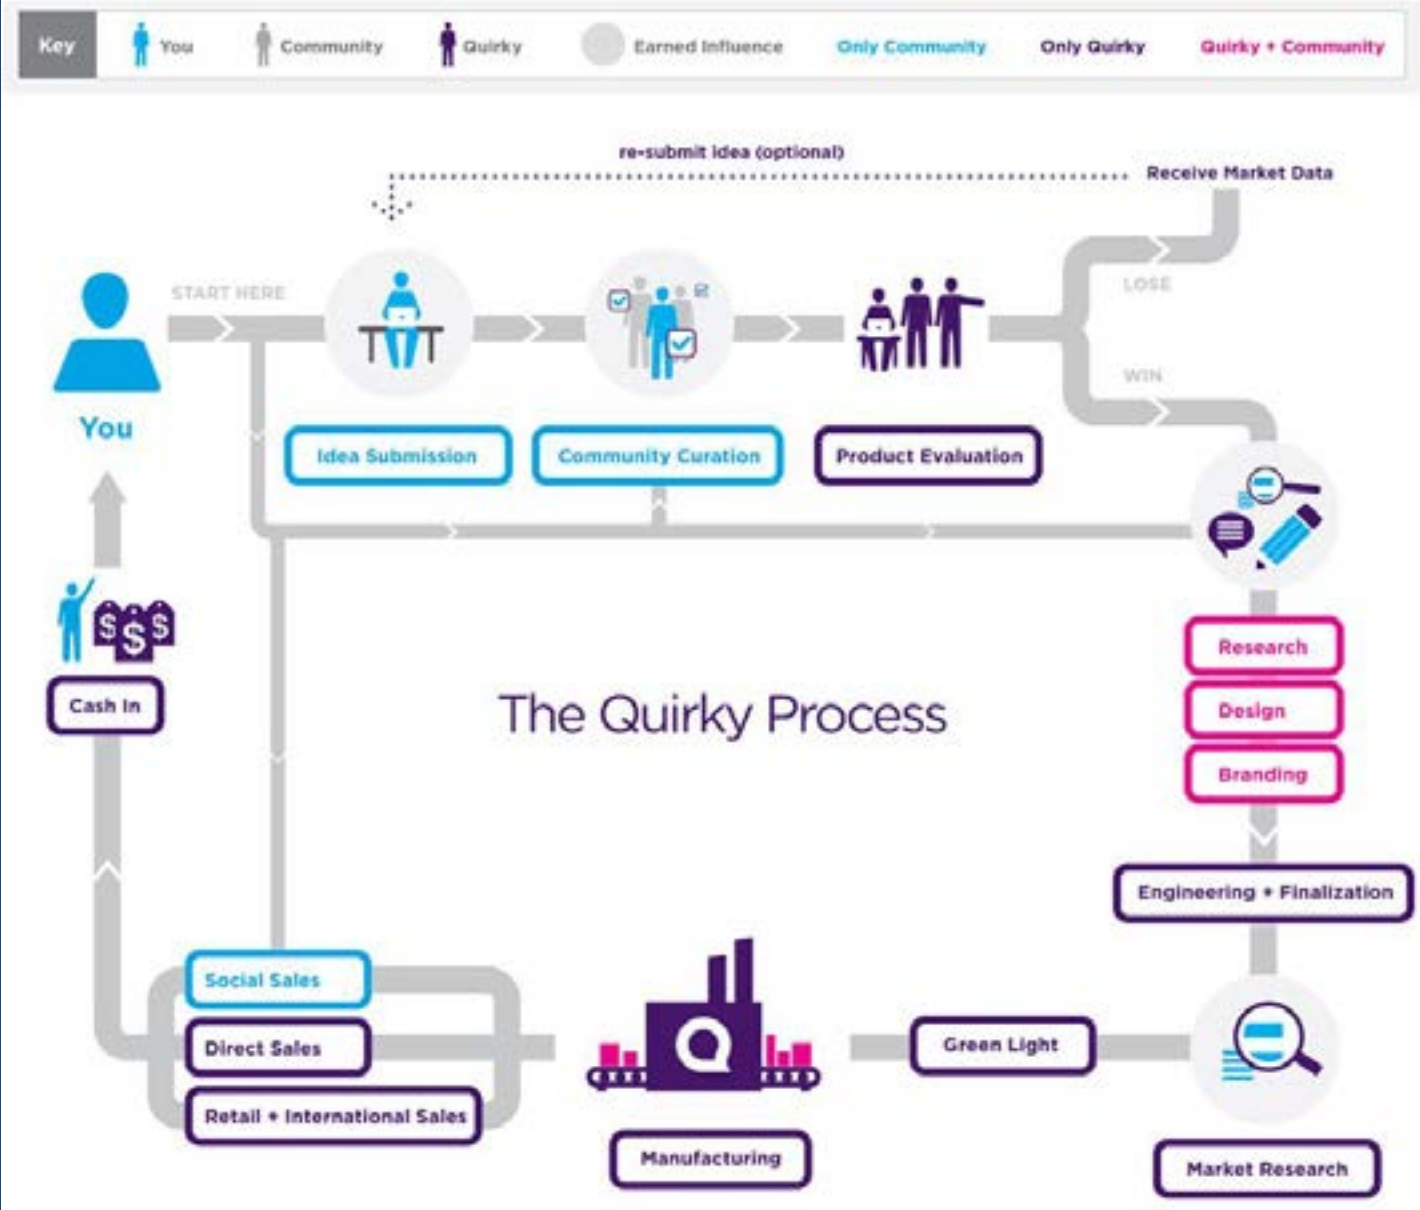 Key
You
Community
Quirky
Earned Influence
Only Community
Only Quirky
Quirky + Community
re-submit idea (optional)
Receive Market Data
START HERE
LOSE
WIN
You
Idea Submission
Community Curation
Product Evaluation
$ $ $
Cash In
The Quirky Process
Research
Design
Branding
Engineering + Finalization
Social Sales
Direct Sales
Retail + International Sales
Green Light
Manufacturing
Market Research